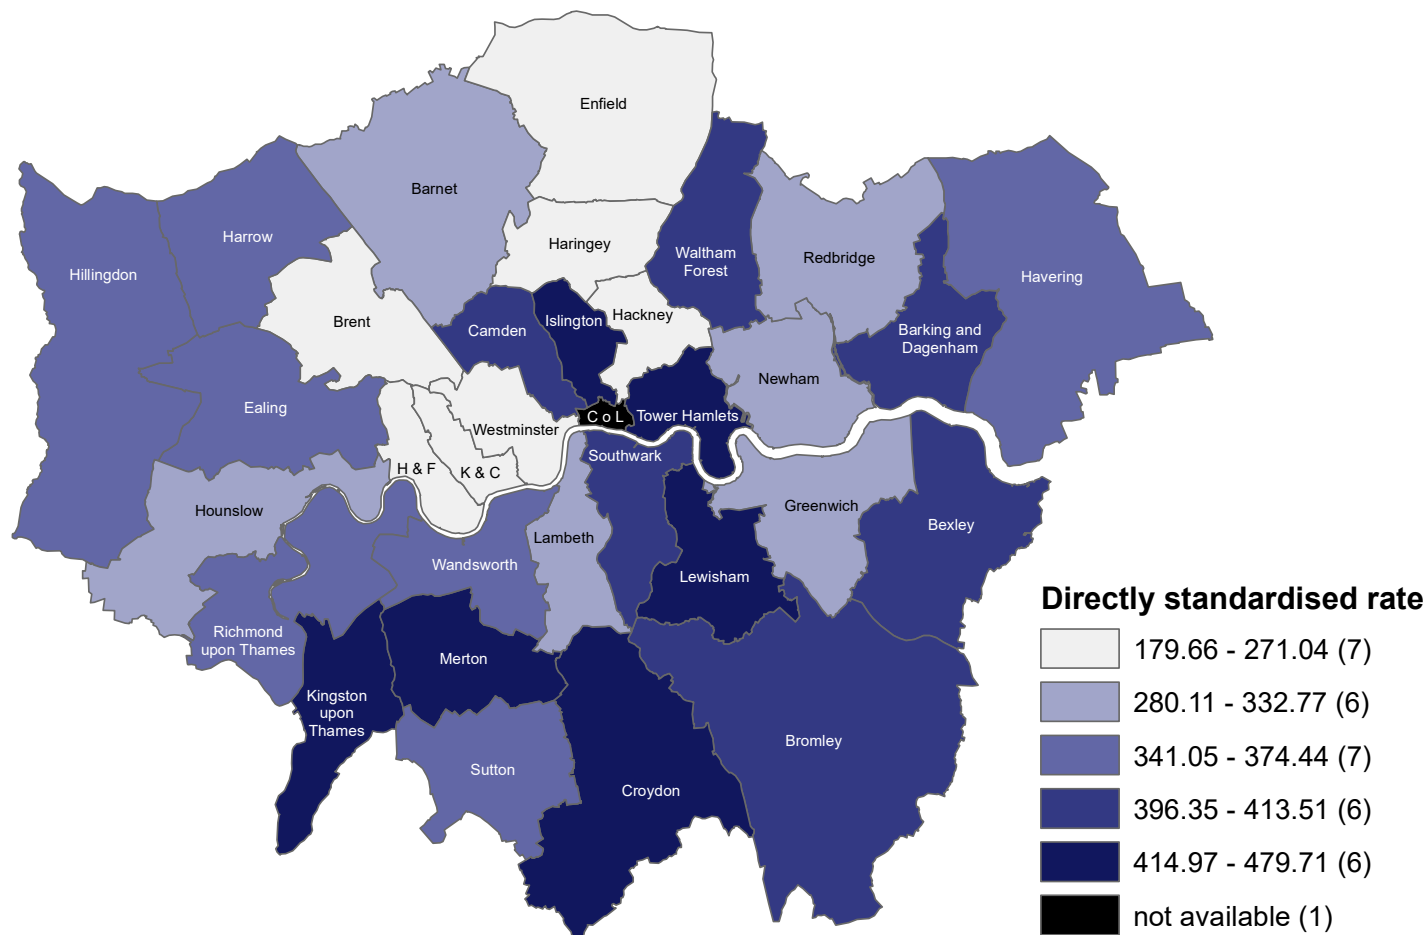 Enfield
Barnet
Harrow
Haringey
Waltham
Forest
Redbridge
Hillingdon
Havering
Brent
Camden
Islington
Hackney
Barking and
Dagenham
Newham
Ealing
Westminster
C o L
Tower Hamlets
H & F
K & C
Southwark
Hounslow
Greenwich
Bexley
Lambeth
Wandsworth
Lewisham
Richmond
upon Thames
Merton
Kingston
upon
Thames
Bromley
Sutton
Croydon
Directly standardised rate
179.66 - 271.04 (7)
280.11 - 332.77 (6)
341.05 - 374.44 (7)
396.35 - 413.51 (6)
414.97 - 479.71 (6)
not available (1)